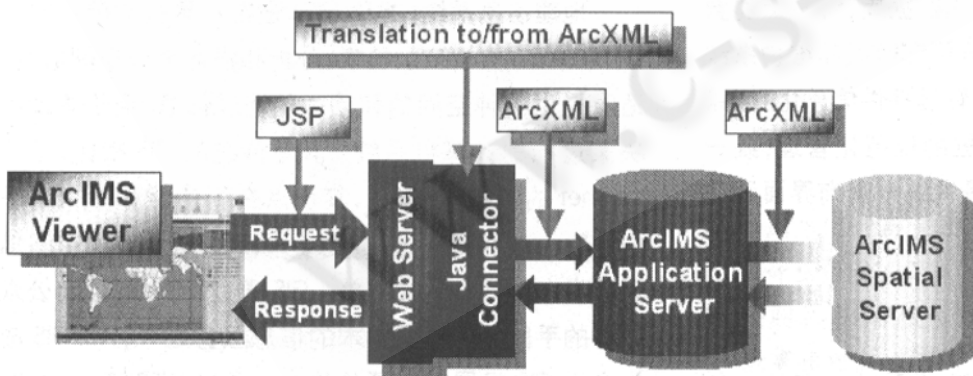 Translation to/from ArcXML
JSP
ArcXML
ArcXML
ArcIMS
Viewer
Request
Response
Web Server
Java
Connector
ArcIMS
Application
Server
ArcIMS
Spatial
Server